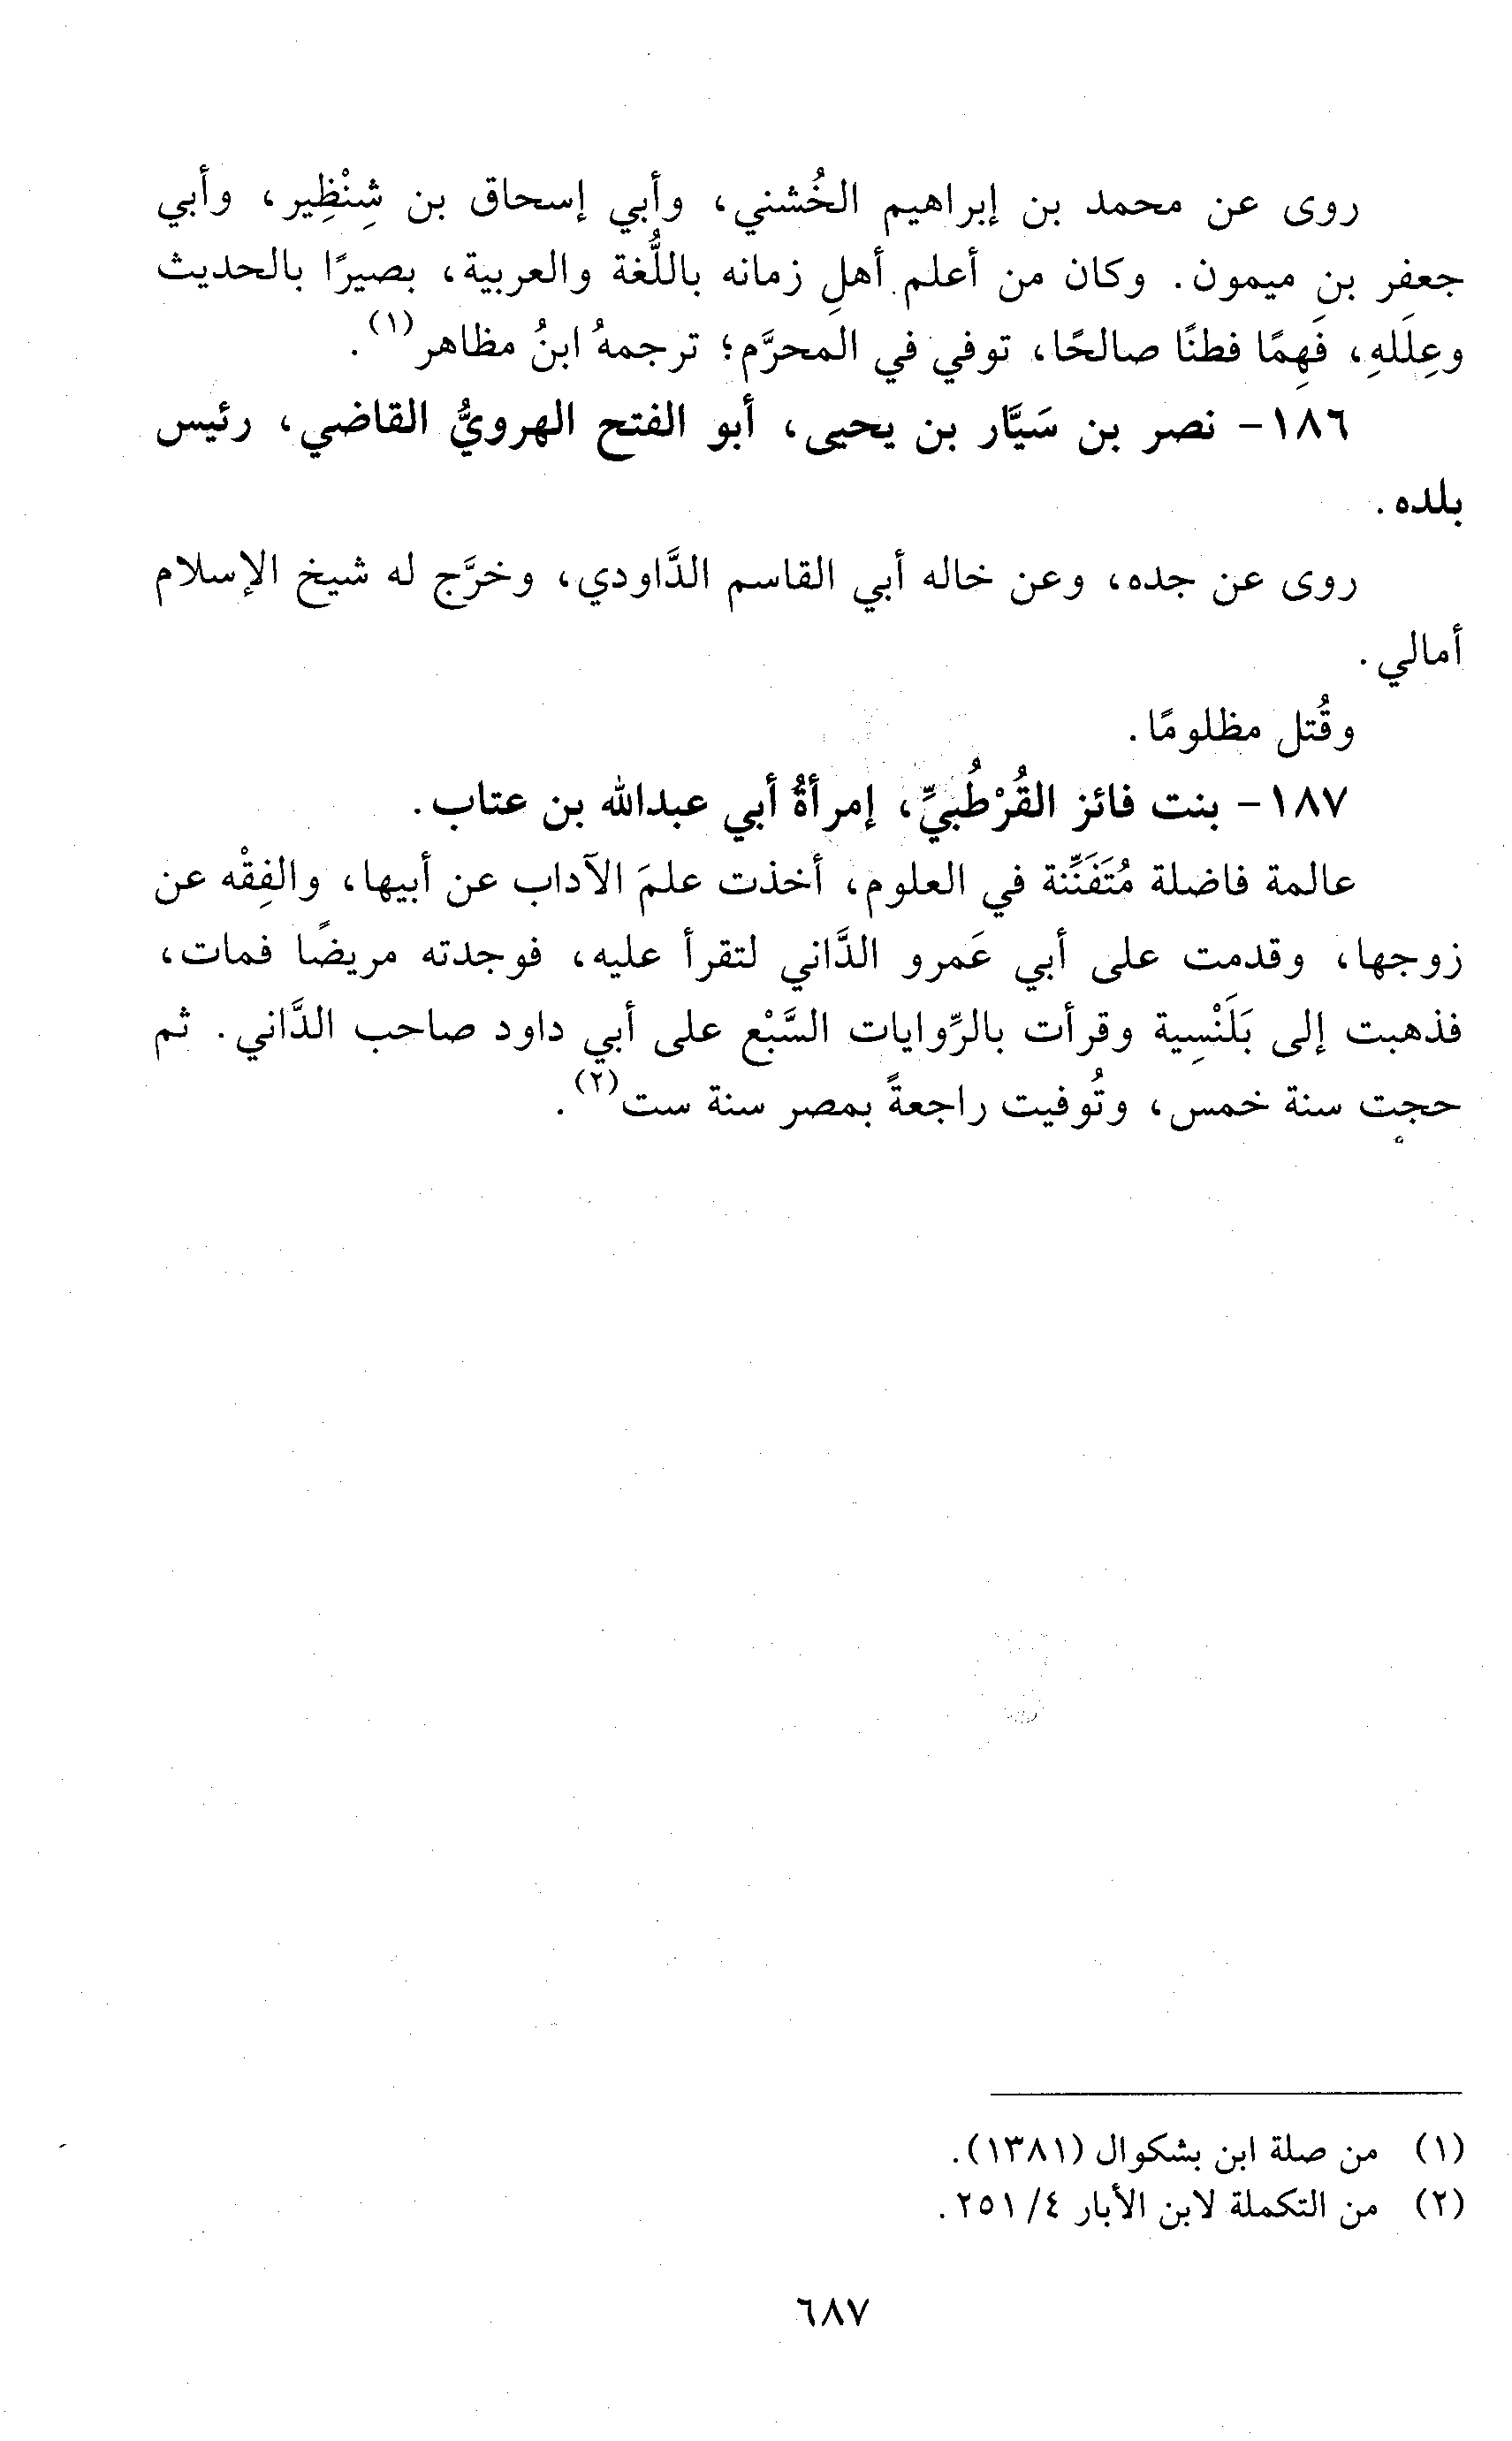 روى عن محمد بن إبراهيم الخُشني، وأبي إسحاق بن شِنْظِير، وأبي
جعفر بن ميمون. وكان من أعلم أهلِ زمانه باللُّغة والعربية، بصيرًا بالحديث
وعِلَلهِ، فَهِمًا فطنًا صالحًا، توفي في المحرَّم؛ ترجمهُ ابنُ مظاهر(١).
١٨٦- نصر بن سَيَّار بن يحيى، أبو الفتح الهرويُّ القاضي، رئيس
بلده.
روى عن جده، وعن خاله أبي القاسم الدَّاودي، وخرَّج له شيخ الإسلام
أمالي.
وقُتل مظلومًا.
١٨٧- بنت فائز القُرْطُبيِّ، إمرأةُ أبي عبدالله بن عتاب.
عالمة فاضلة مُتَفَنِّنة في العلوم، أخذت علمَ الآداب عن أبيها، والفِقْه عن
زوجها، وقدمت على أبي عَمرو الدَّاني لتقرأ عليه، فوجدته مريضًا فمات،
فذهبت إلى بَلَنْسِية وقرأت بالرِّوايات السَّبْع على أبي داود صاحب الدَّاني. ثم
حجت سنة خمس، وتُوفيت راجعةً بمصر سنة ست(٢).
(١) من صلة ابن بشكوال (١٣٨١).
(٢) من التكملة لابن الأبار ٤/ ٢٥١.
٦٨٧